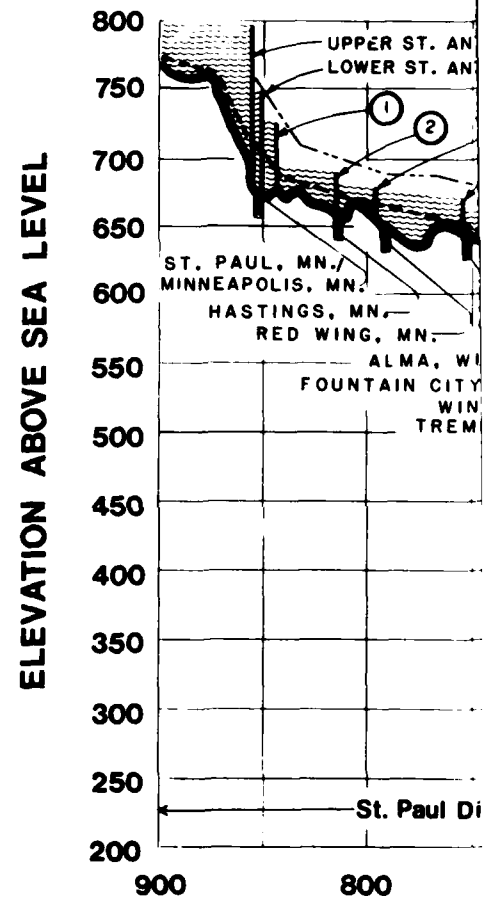 ELEVATION ABOVE SEA LEVEL
800
750
700
650
600
550
500
450
400
350
300
250
200
UPPER ST. AN
LOWER ST. AN
1
2
ST. PAUL, MN./
MINNEAPOLIS, MN.
HASTINGS, MN.
RED WING, MN.
ALMA, WI
FOUNTAIN CITY
WIN
TREM
St. Paul Di
900
800